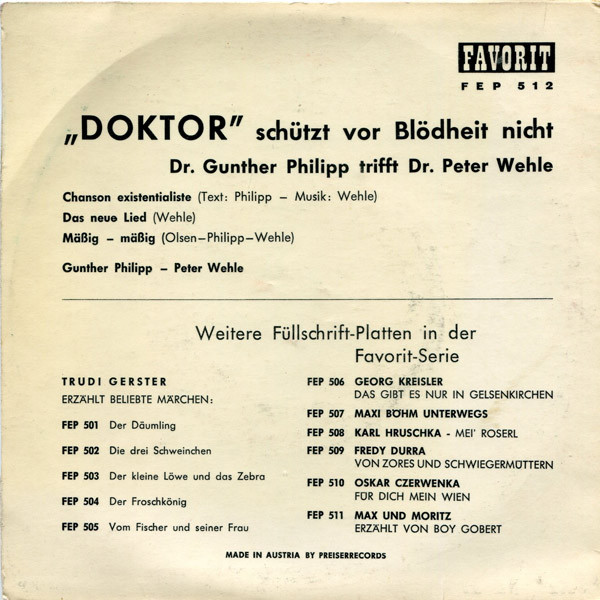 FAVORIT
FEP 512
„DOKTOR” schützt vor Blödheit nicht
Dr. Gunther Philipp trifft Dr. Peter Wehle
Chanson existentialiste (Text: Philipp – Musik: Wehle)
Das neue Lied (Wehle)
Mäßig – mäßig (Olsen–Philipp–Wehle)
Gunther Philipp – Peter Wehle
Weitere Füllschrift-Platten in der
Favorit-Serie
TRUDI GERSTER
ERZÄHLT BELIEBTE MÄRCHEN:
FEP 501 Der Däumling
FEP 502 Die drei Schweinchen
FEP 503 Der kleine Löwe und das Zebra
FEP 504 Der Froschkönig
FEP 505 Vom Fischer und seiner Frau
FEP 506 GEORG KREISLER
DAS GIBT ES NUR IN GELSENKIRCHEN
FEP 507 MAXI BÖHM UNTERWEGS
FEP 508 KARL HRUSCHKA - MEI' ROSERL
FEP 509 FREDY DURRA
VON ZORES UND SCHWIEGERMÜTTERN
FEP 510 OSKAR CZERWENKA
FÜR DICH MEIN WIEN
FEP 511 MAX UND MORITZ
ERZÄHLT VON BOY GOBERT
MADE IN AUSTRIA BY PREISERRECORDS